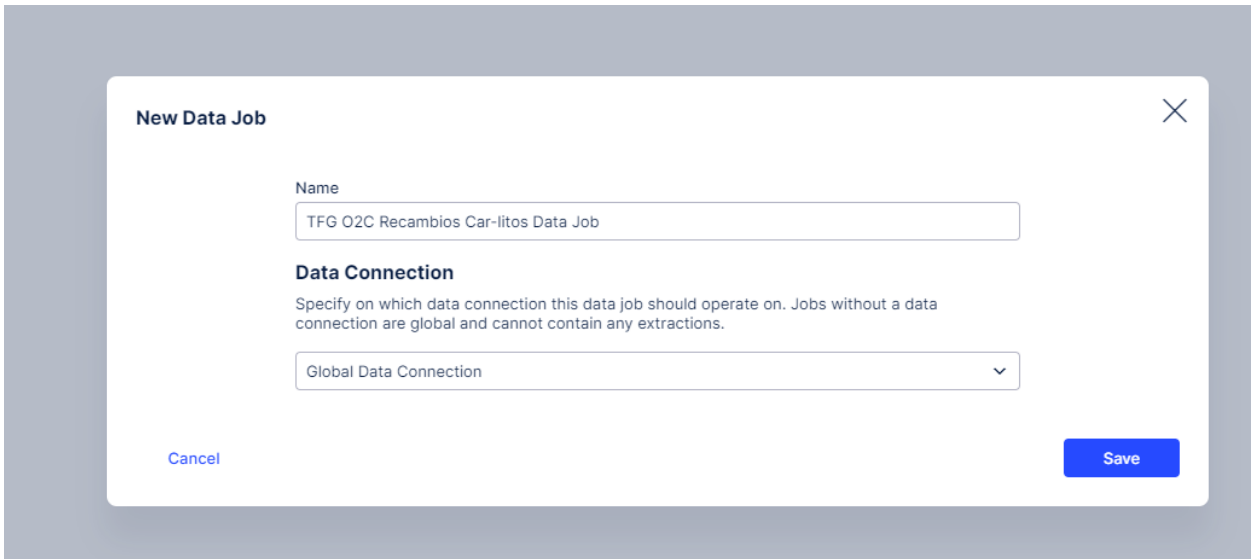 New Data Job
Name
TFG O2C Recambios Car-litos Data Job
Data Connection
Specify on which data connection this data job should operate on. Jobs without a data
connection are global and cannot contain any extractions.
Global Data Connection
Cancel
Save